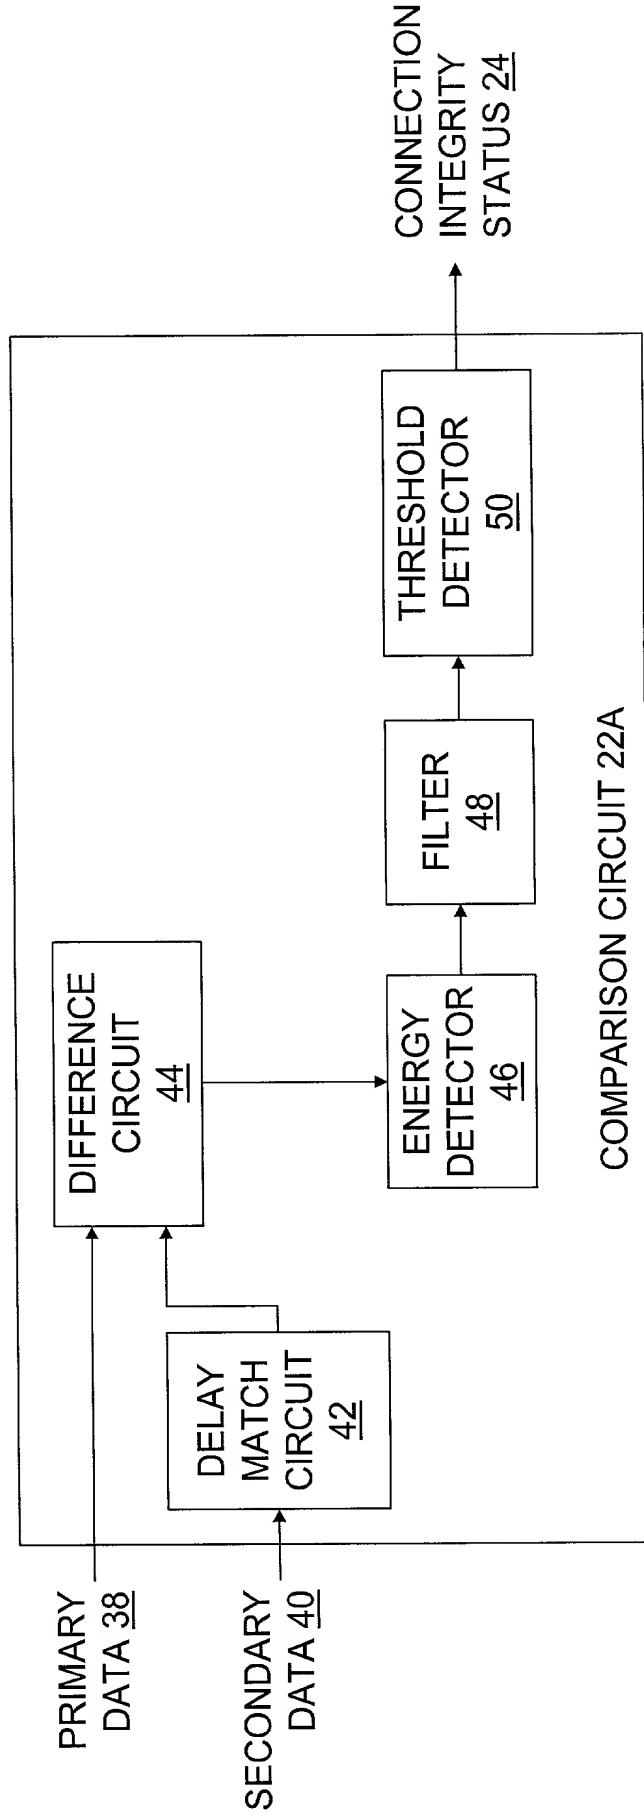 PRIMARY
DATA 38
SECONDARY
DATA 40
DELAY
MATCH
CIRCUIT
42
DIFFERENCE
CIRCUIT
44
ENERGY
DETECTOR
46
FILTER
48
THRESHOLD
DETECTOR
50
CONNECTION
INTEGRITY
STATUS 24
COMPARISON CIRCUIT 22A